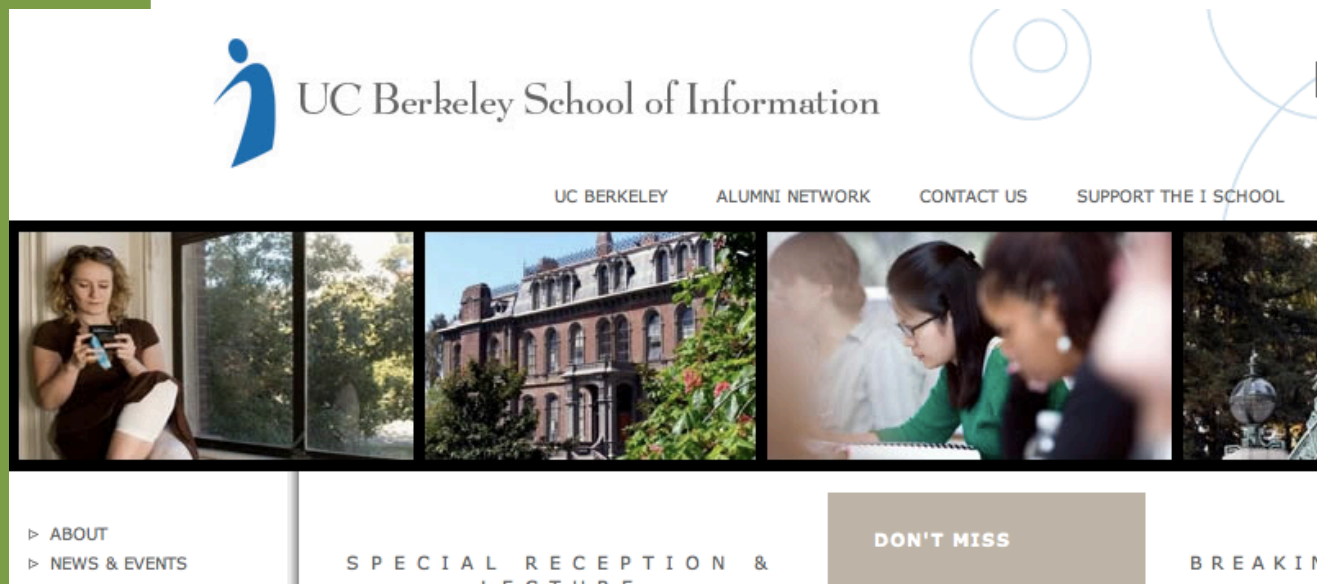 UC Berkeley School of Information
UC BERKELEY ALUMNI NETWORK CONTACT US SUPPORT THE I SCHOOL
ABOUT
NEWS & EVENTS
SPECIAL RECEPTION &
LECTURE
DON'T MISS